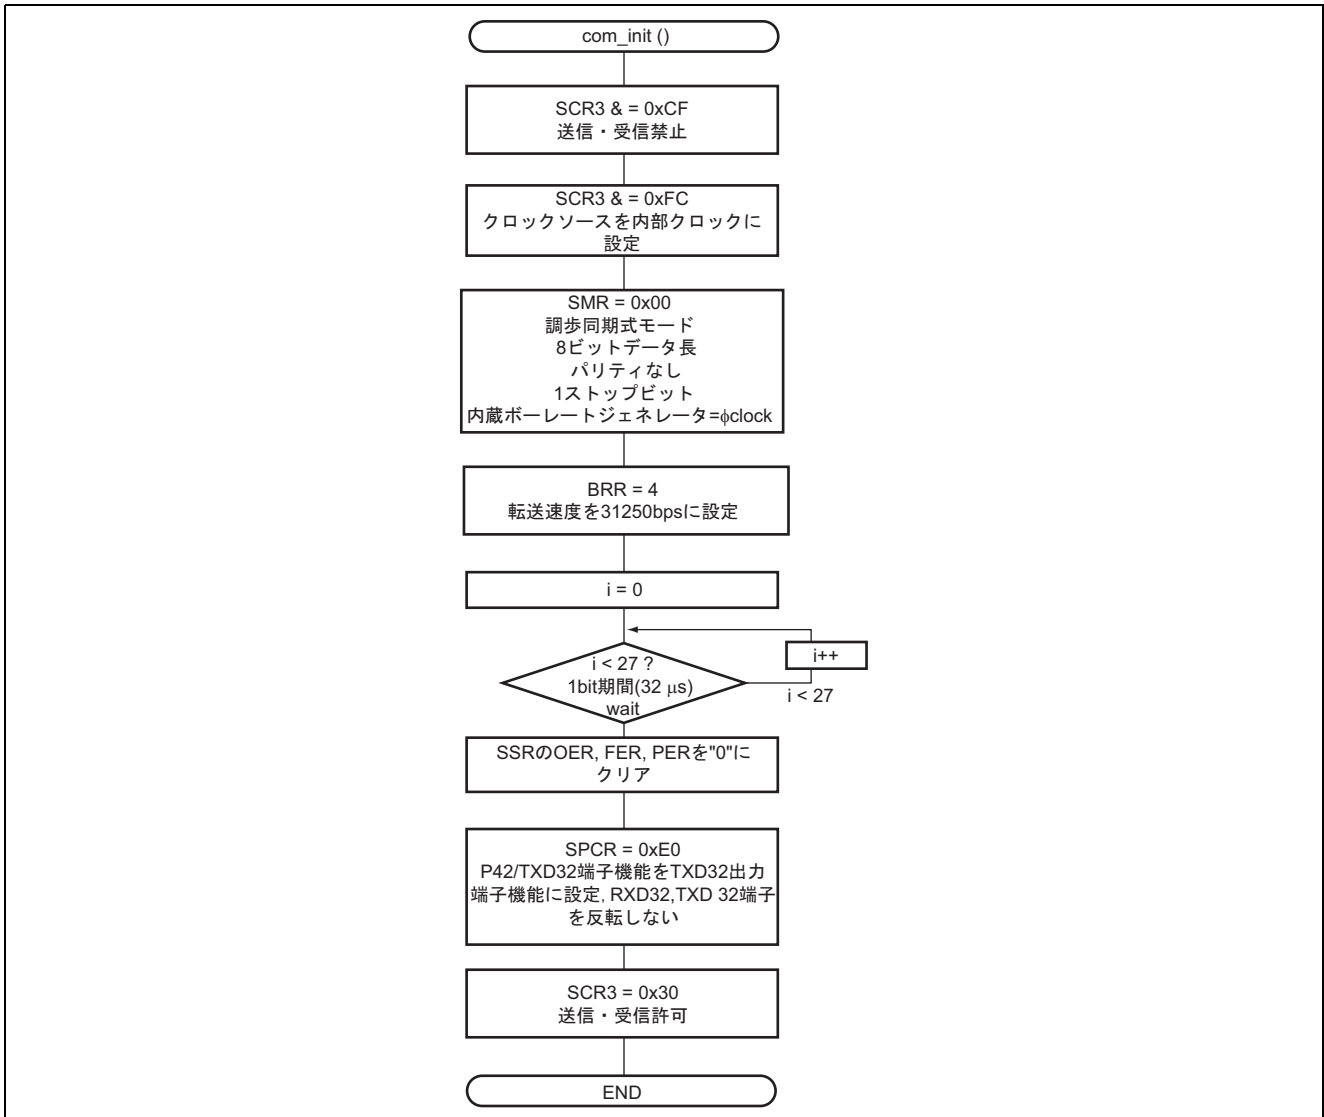 com_init ()
SCR3 & = 0xCF
送信・受信禁止
SCR3 & = 0xFC
クロックソースを内部クロックに
設定
SMR = 0x00
調歩同期式モード
8ビットデータ長
パリティなし
1ストップビット
内蔵ボーレートジェネレータ=φclock
BRR = 4
転送速度を31250bpsに設定
i = 0
i++
i < 27 ?
1bit期間(32 μs)
wait
i < 27
SSRのOER, FER, PERを"0"に
クリア
SPCR = 0xE0
P42/TXD32端子機能をTXD32出力
端子機能に設定, RXD32,TXD 32端子
を反転しない
SCR3 = 0x30
送信・受信許可
END